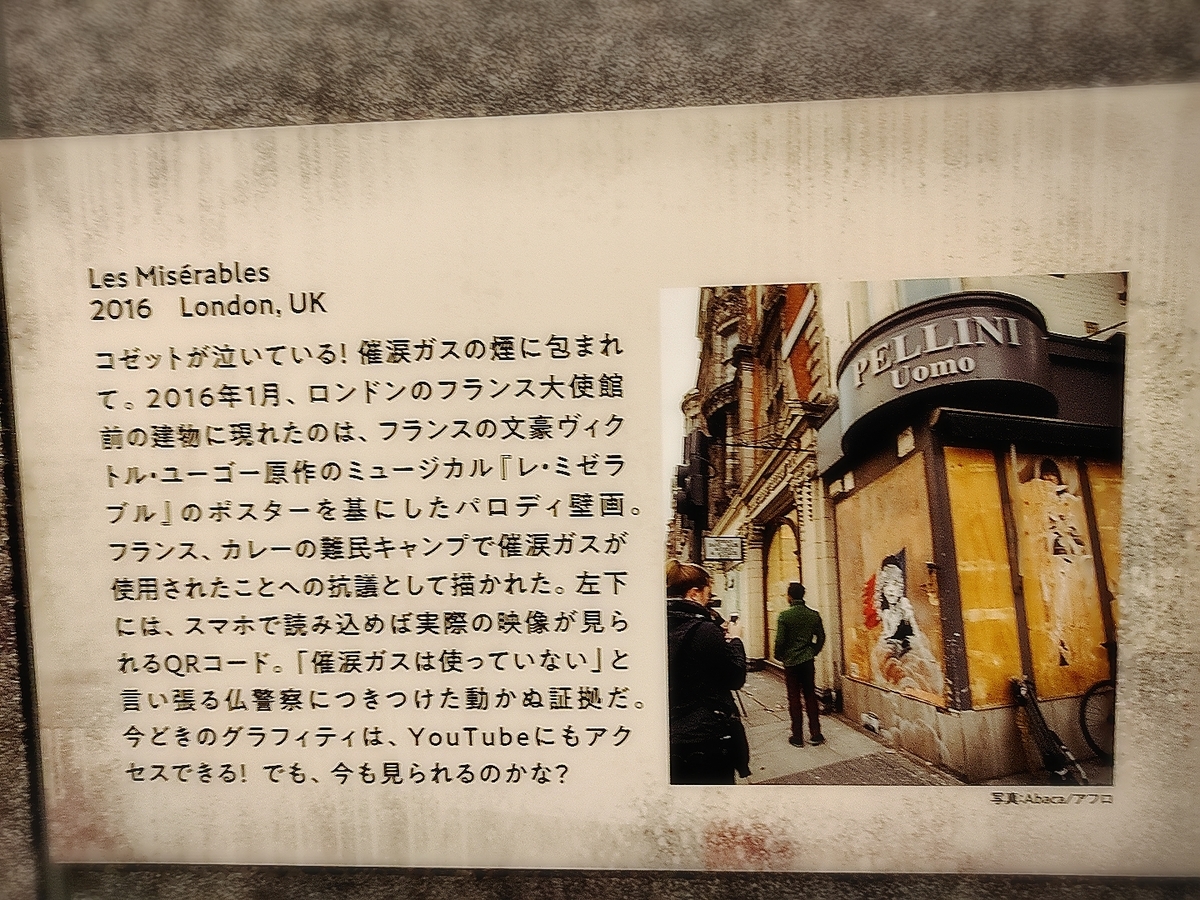 Les Misérables
2016 London, UK
コゼットが泣いている! 催涙ガスの煙に包まれ
て。2016年1月、ロンドンのフランス大使館
前の建物に現れたのは、フランスの文豪ヴィク
トル・ユーゴー原作のミュージカル『レ・ミゼラ
ブル』のポスターを基にしたパロディ壁画。
フランス、カレーの難民キャンプで催涙ガスが
使用されたことへの抗議として描かれた。左下
には、スマホで読み込めば実際の映像が見ら
れるQRコード。「催涙ガスは使っていない」と
言い張る仏警察につきつけた動かぬ証拠だ。
今どきのグラフィティは、YouTubeにもアク
セスできる! でも、今も見られるのかな?
PELLINI
Uomo
写真:Abaca/アフロ